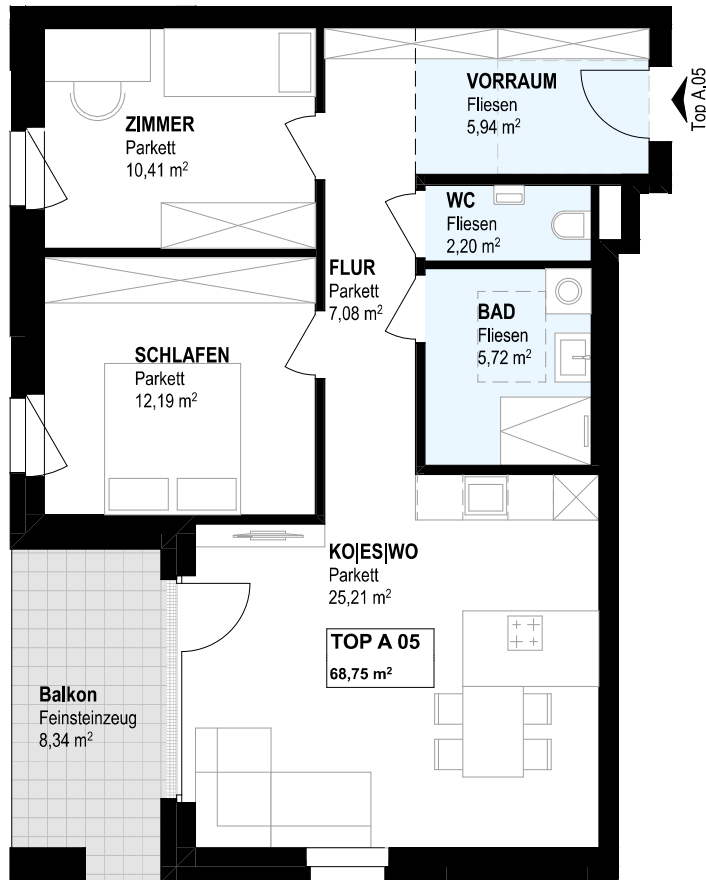 VORRAUM
Fliesen
5,94 m²
Top A.05
ZIMMER
Parkett
10,41 m²
WC
Fliesen
2,20 m²
FLUR
Parkett
7,08 m²
BAD
Fliesen
5,72 m²
SCHLAFEN
Parkett
12,19 m²
KO|ES|WO
Parkett
25,21 m²
TOP A 05
68,75 m²
Balkon
Feinsteinzeug
8,34 m²